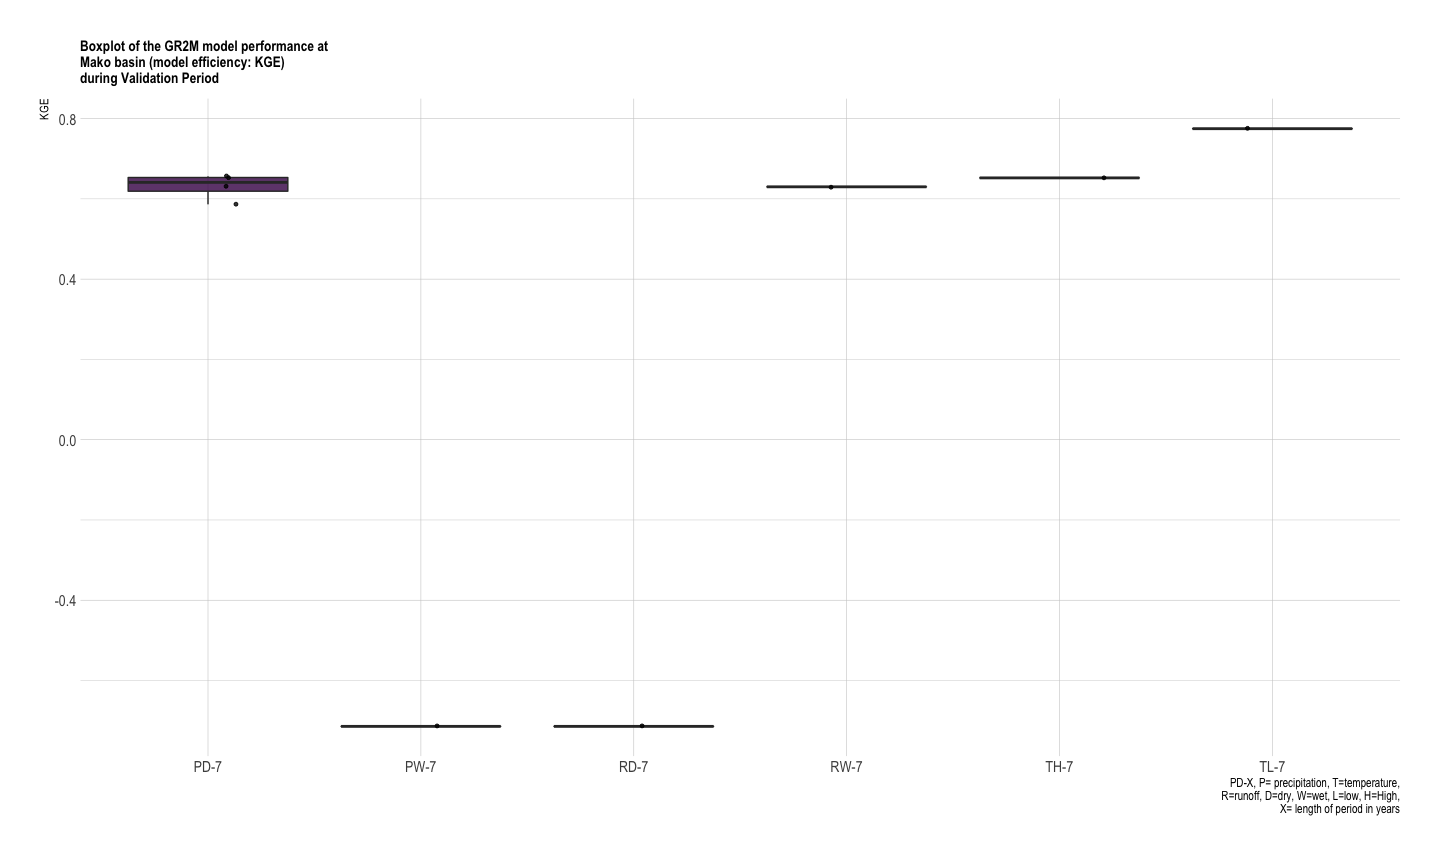 Boxplot of the GR2M model performance at
Mako basin (model efficiency: KGE)
during Validation Period
KGE
0.8
0.4
0.0
-0.4
PD-7 PW-7 RD-7 RW-7 TH-7 TL-7
PD-X, P= precipitation, T=temperature,
R=runoff, D=dry, W=wet, L=low, H=High,
X= length of period in years